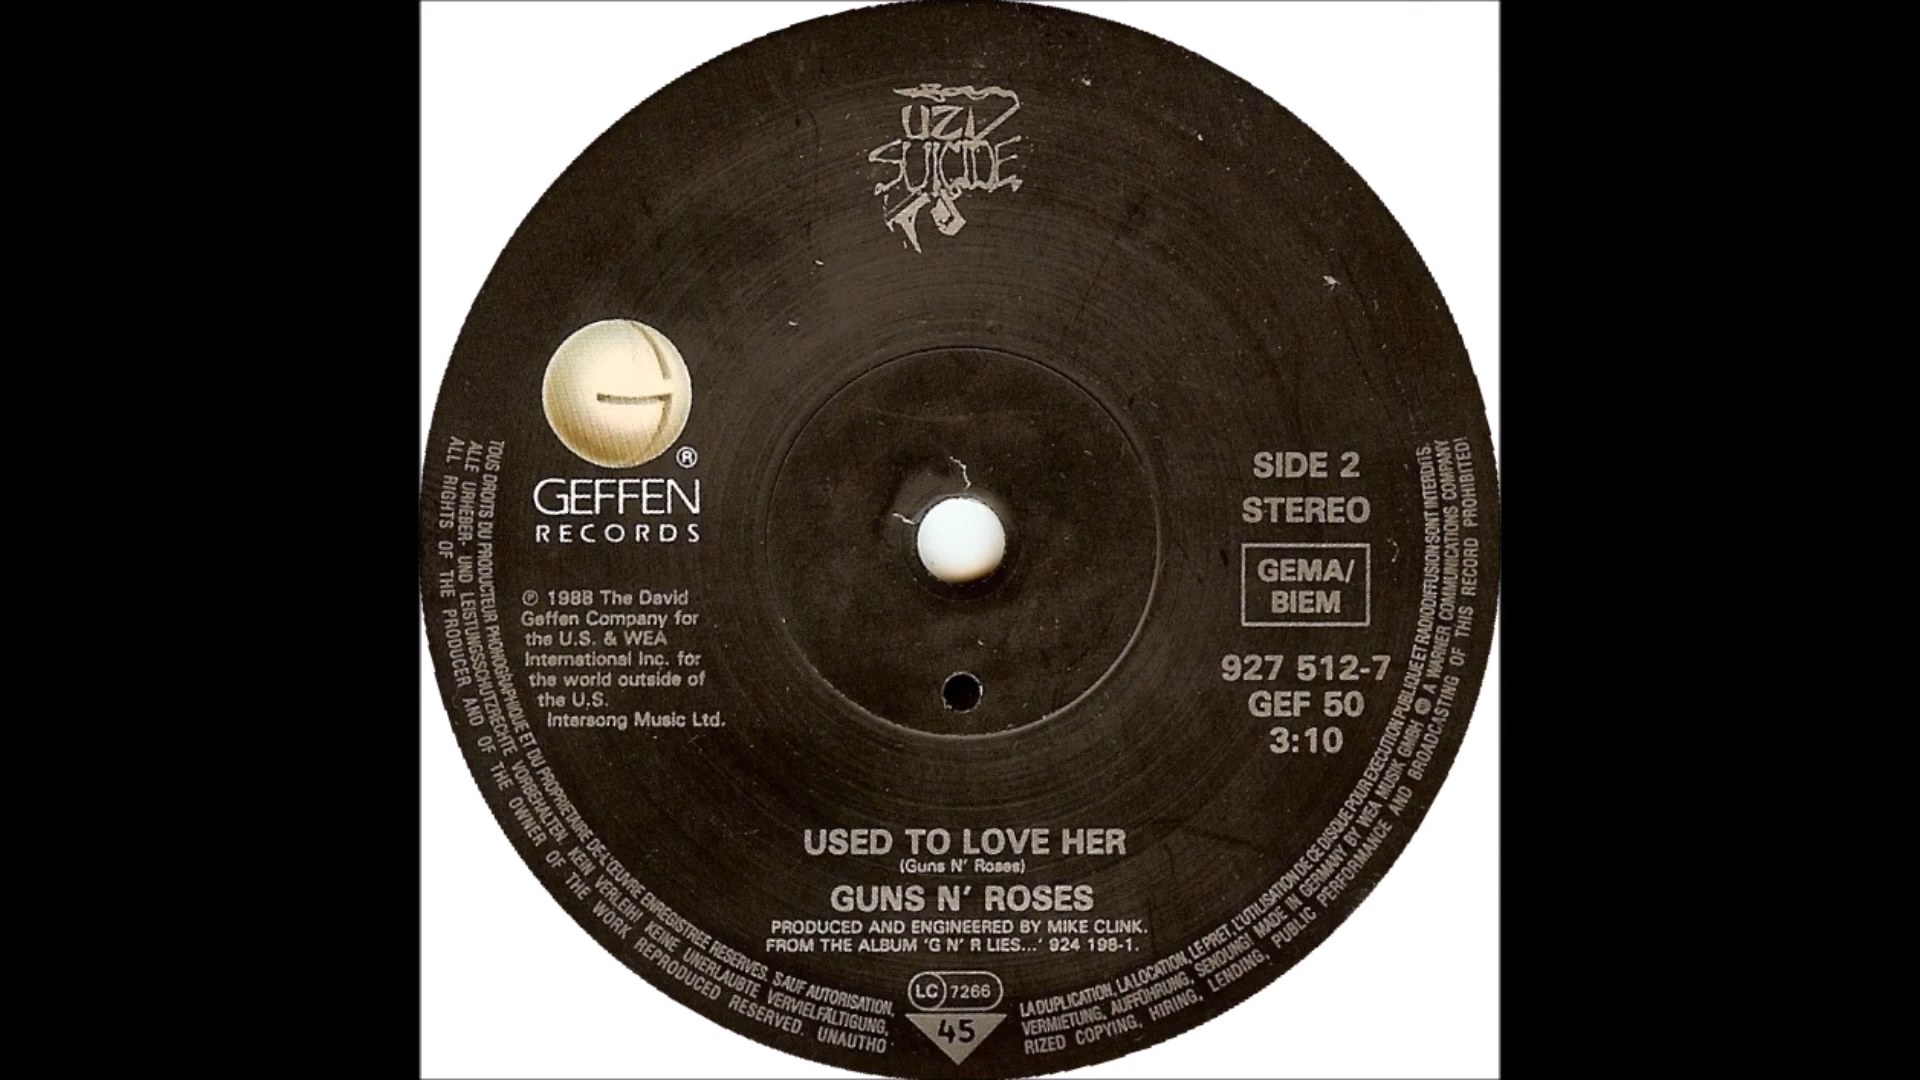 UZI
SUICIDE
®
GEFFEN
RECORDS
℗ 1988 The David
Geffen Company for
the U.S. & WEA
International Inc. for
the world outside of
the U.S.
Intersong Music Ltd.
SIDE 2
STEREO
GEMA/
BIEM
927 512-7
GEF 50
3:10
USED TO LOVE HER
(Guns N' Roses)
GUNS N' ROSES
PRODUCED AND ENGINEERED BY MIKE CLINK.
FROM THE ALBUM 'G N' R LIES...' 924 198-1.
LC 7266
45
TOUS DROITS DU PRODUCTEUR PHONOGRAPHIQUE ET DU PROPRIETAIRE DE L'ŒUVRE ENREGISTREE RESERVES. SAUF AUTORISATION,
LA DUPLICATION, LA LOCATION, LE PRET, L'UTILISATION DE CE DISQUE POUR EXECUTION PUBLIQUE ET RADIODIFFUSION SONT INTERDITS.
ALLE URHEBER- UND LEISTUNGSSCHUTZRECHTE VORBEHALTEN. KEIN VERLEIH! KEINE UNERLAUBTE VERVIELFÄLTIGUNG,
VERMIETUNG, AUFFÜHRUNG, SENDUNG! MADE IN GERMANY BY WEA MUSIK GMBH A WARNER COMMUNICATIONS COMPANY
ALL RIGHTS OF THE PRODUCER AND OF THE OWNER OF THE WORK REPRODUCED RESERVED. UNAUTHO
RIZED COPYING, HIRING, LENDING, PUBLIC PERFORMANCE AND BROADCASTING OF THIS RECORD PROHIBITED!